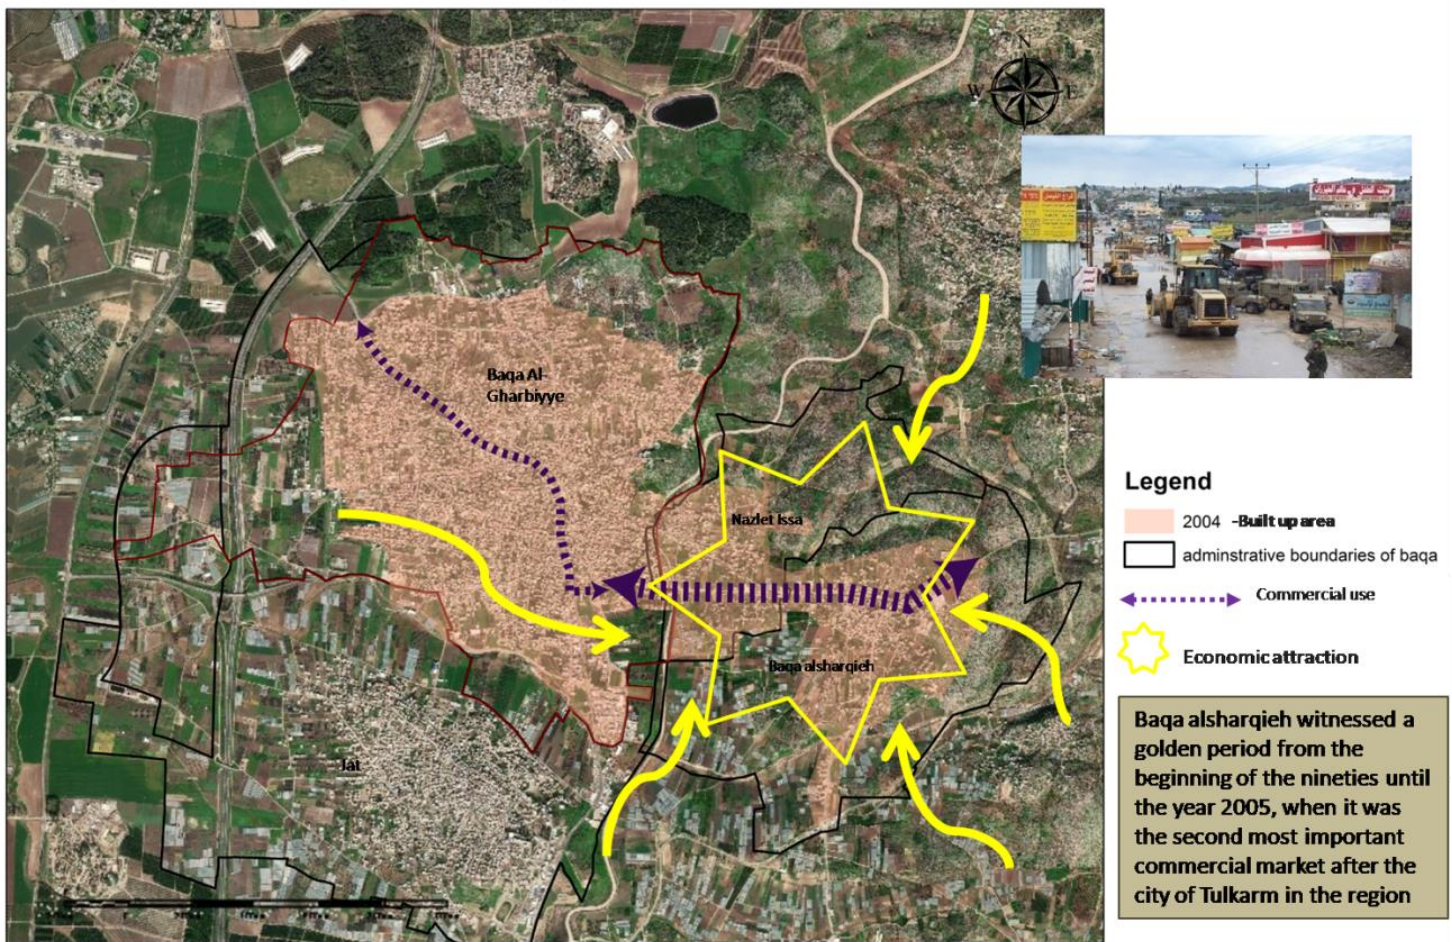 N
W
E
Baqa Al-
Gharbiyye
Nazlet Issa
Baqa alsharqieh
Jat
Legend
2004 -Built up area
adminstrative boundaries of baqa
Commercial use
Economic attraction
Baqa alsharqieh witnessed a
golden period from the
beginning of the nineties until
the year 2005, when it was
the second most important
commercial market after the
city of Tulkarm in the region